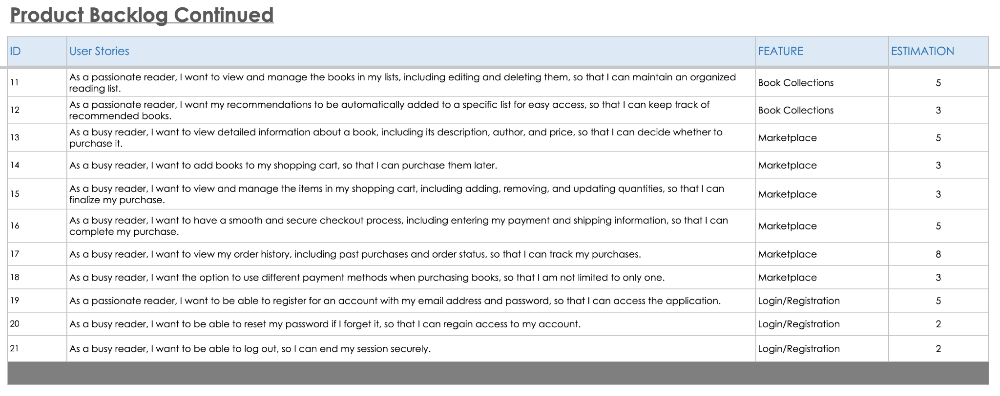 Product Backlog Continued
ID User Stories FEATURE ESTIMATION
11 As a passionate reader, I want to view and manage the books in my lists, including editing and deleting them, so that I can maintain an organized
reading list. Book Collections 5
12 As a passionate reader, I want my recommendations to be automatically added to a specific list for easy access, so that I can keep track of
recommended books. Book Collections 3
13 As a busy reader, I want to view detailed information about a book, including its description, author, and price, so that I can decide whether to
purchase it. Marketplace 5
14 As a busy reader, I want to add books to my shopping cart, so that I can purchase them later. Marketplace 3
15 As a busy reader, I want to view and manage the items in my shopping cart, including adding, removing, and updating quantities, so that I can
finalize my purchase. Marketplace 3
16 As a busy reader, I want to have a smooth and secure checkout process, including entering my payment and shipping information, so that I can
complete my purchase. Marketplace 5
17 As a busy reader, I want to view my order history, including past purchases and order status, so that I can track my purchases. Marketplace 8
18 As a busy reader, I want the option to use different payment methods when purchasing books, so that I am not limited to only one. Marketplace 3
19 As a passionate reader, I want to be able to register for an account with my email address and password, so that I can access the application. Login/Registration 5
20 As a busy reader, I want to be able to reset my password if I forget it, so that I can regain access to my account. Login/Registration 2
21 As a busy reader, I want to be able to log out, so I can end my session securely. Login/Registration 2